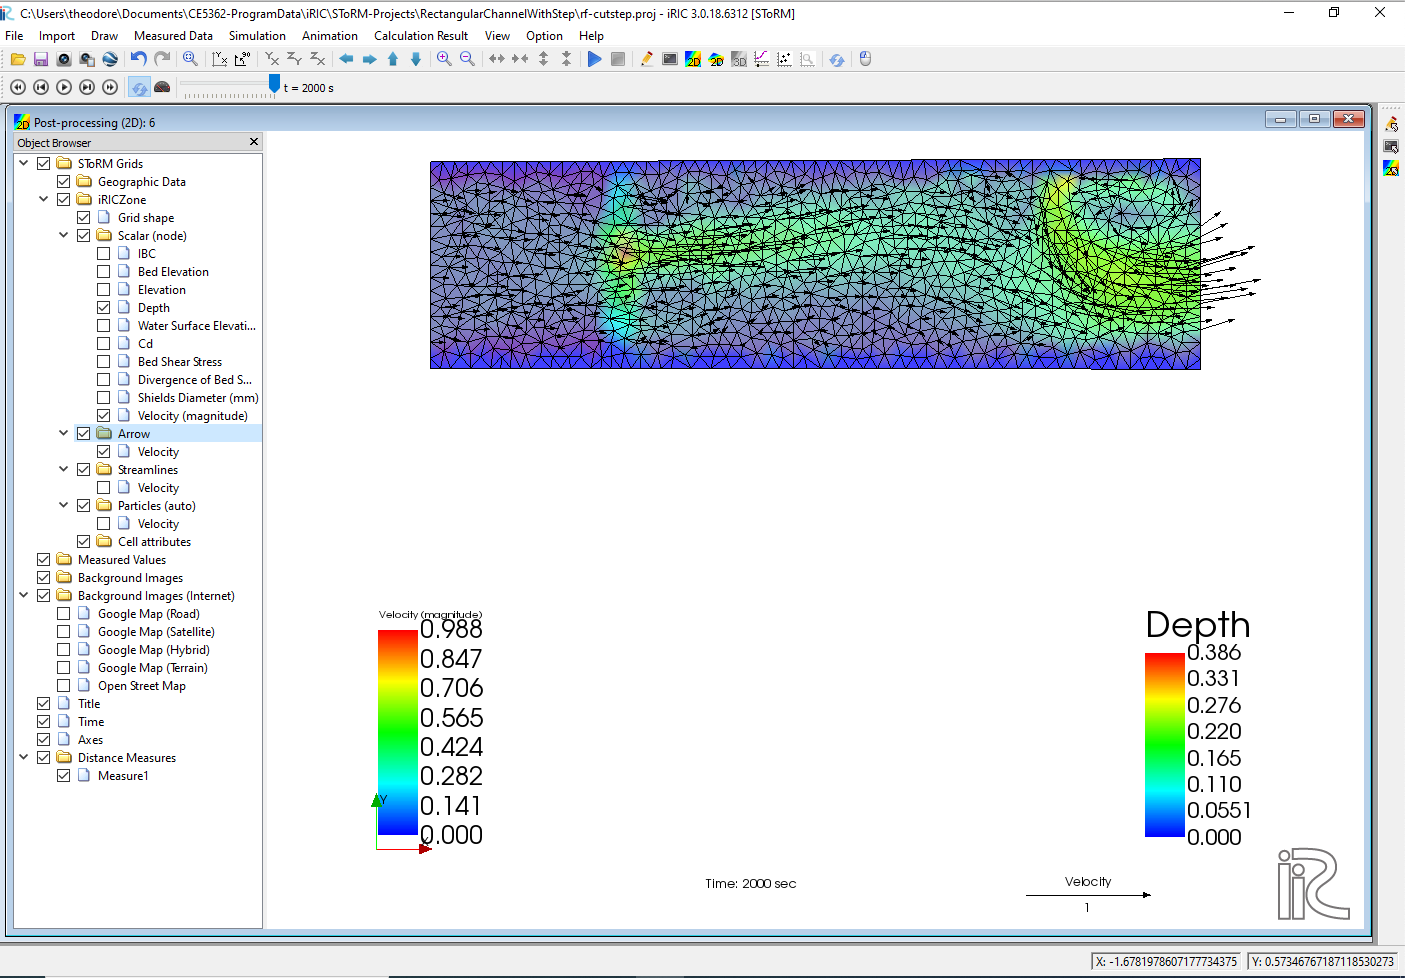 C:\Users\theodore\Documents\CE5362-ProgramData\iRIC\SToRM-Projects\RectangularChannelWithStep\rf-cutstep.proj - iRIC 3.0.18.6312 [SToRM]
File Import Draw Measured Data Simulation Animation Calculation Result View Option Help
t = 2000 s
Post-processing (2D): 6
Object Browser
SToRM Grids
Geographic Data
iRICZone
Grid shape
Scalar (node)
IBC
Bed Elevation
Elevation
Depth
Water Surface Elevati...
Cd
Bed Shear Stress
Divergence of Bed S...
Shields Diameter (mm)
Velocity (magnitude)
Arrow
Velocity
Streamlines
Velocity
Particles (auto)
Velocity
Cell attributes
Measured Values
Background Images
Background Images (Internet)
Google Map (Road)
Google Map (Satellite)
Google Map (Hybrid)
Google Map (Terrain)
Open Street Map
Title
Time
Axes
Distance Measures
Measure1
Velocity (magnitude)
0.988
0.847
0.706
0.565
0.424
0.282
0.141
0.000
Y
X
Depth
0.386
0.331
0.276
0.220
0.165
0.110
0.0551
0.000
Time: 2000 sec
Velocity
1
iRIC
X: -1.6781978607177734375 Y: 0.57346767187118530273